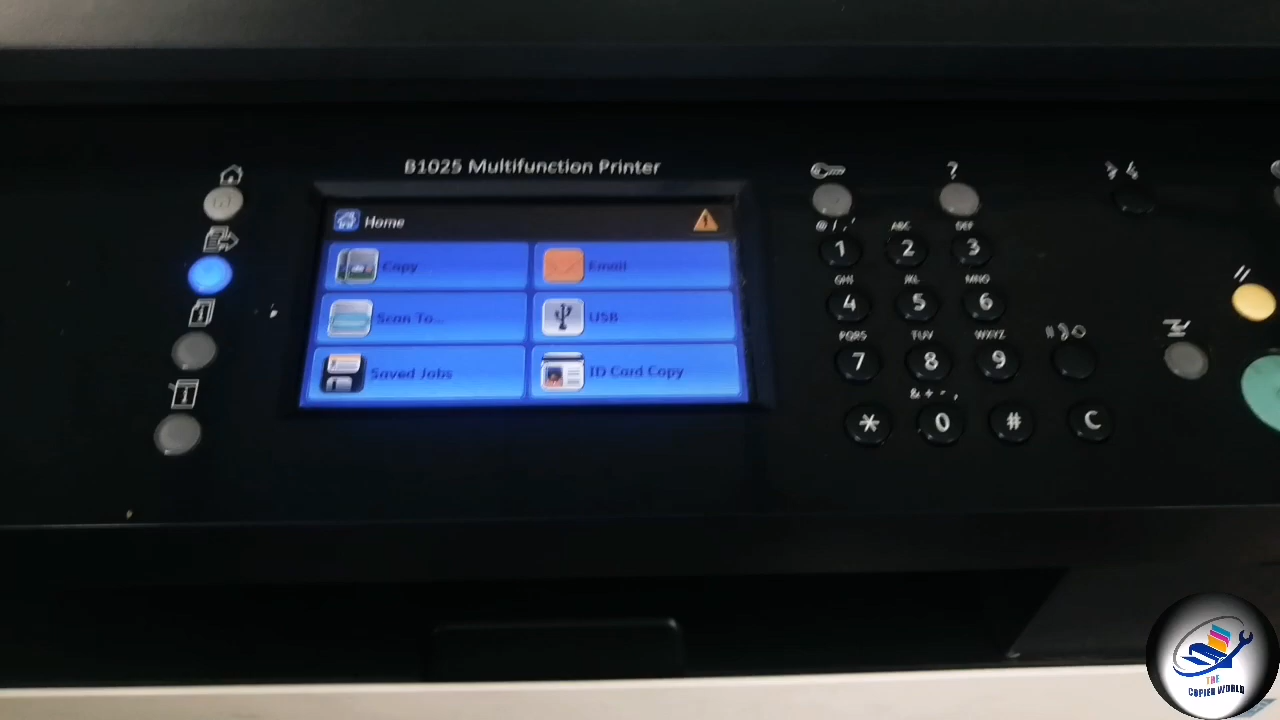 B1025 Multifunction Printer
Home
Copy
Email
Scan To...
USB
Saved Jobs
ID Card Copy
?
@ / . '
ABC
DEF
1
2
3
GHI
JKL
MNO
4
5
6
PQRS
TUV
WXYZ
7
8
9
& + - ,
*
0
#
C
//
THE
COPIER WORLD